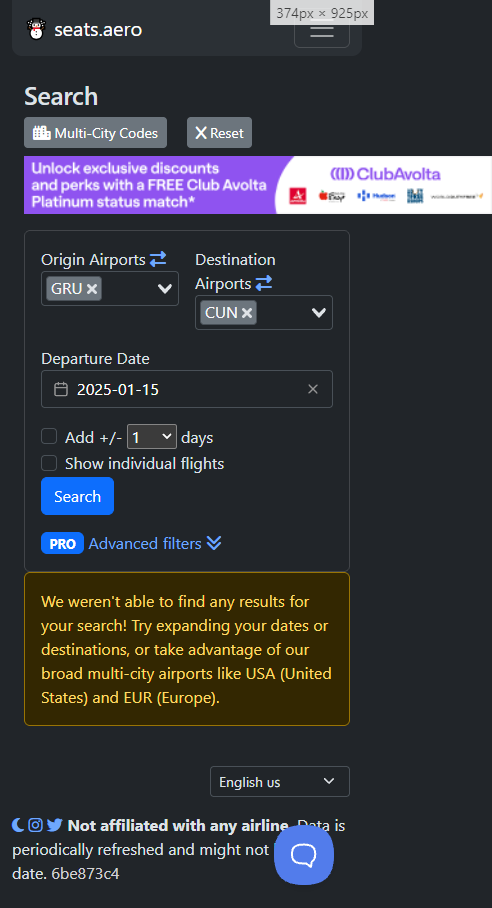 374px × 925px
seats.aero
Search
Multi-City Codes
Reset
Unlock exclusive discounts
and perks with a FREE Club Avolta
Platinum status match*
ClubAvolta
Hudson
Origin Airports
GRU
Destination
Airports
CUN
Departure Date
2025-01-15
Add +/- 1 days
Show individual flights
Search
PRO Advanced filters
We weren't able to find any results for
your search! Try expanding your dates or
destinations, or take advantage of our
broad multi-city airports like USA (United
States) and EUR (Europe).
English us
Not affiliated with any airline. Data is
periodically refreshed and might not
date. 6be873c4